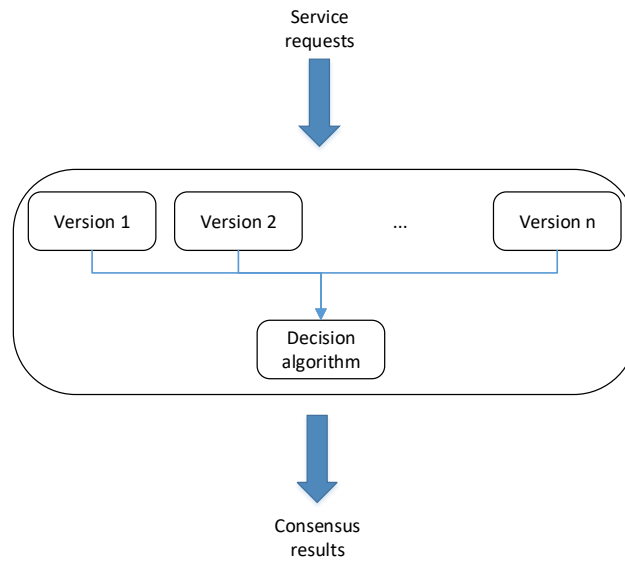 Service
requests
Version 1
Version 2
...
Version n
Decision
algorithm
Consensus
results